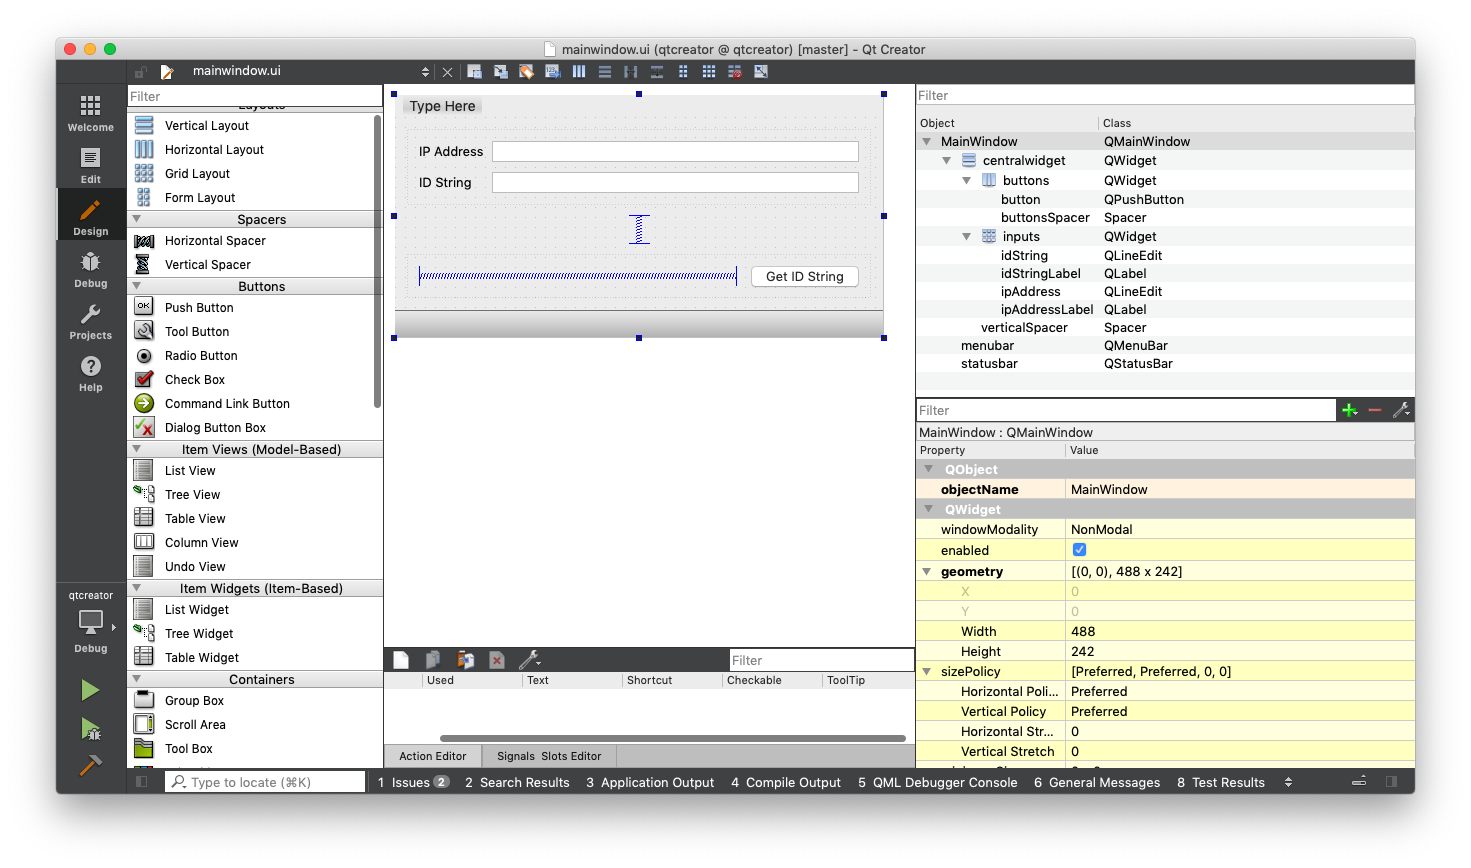 mainwindow.ui (qtcreator @ qtcreator) [master] - Qt Creator
mainwindow.ui
Welcome
Edit
Design
Debug
Projects
Help
qtcreator
Debug
Filter
Layouts
Vertical Layout
Horizontal Layout
Grid Layout
Form Layout
Spacers
Horizontal Spacer
Vertical Spacer
Buttons
OK
Push Button
Tool Button
Radio Button
Check Box
Command Link Button
Dialog Button Box
Item Views (Model-Based)
List View
Tree View
Table View
Column View
Undo View
Item Widgets (Item-Based)
List Widget
Tree Widget
Table Widget
Containers
Group Box
Scroll Area
Tool Box
Type Here
IP Address
ID String
Get ID String
Filter
Used Text Shortcut Checkable ToolTip
Action Editor Signals Slots Editor
Filter
Object Class
MainWindow QMainWindow
centralwidget QWidget
buttons QWidget
button QPushButton
buttonsSpacer Spacer
inputs QWidget
idString QLineEdit
idStringLabel QLabel
ipAddress QLineEdit
ipAddressLabel QLabel
verticalSpacer Spacer
menubar QMenuBar
statusbar QStatusBar
Filter
MainWindow : QMainWindow
Property Value
QObject
objectName MainWindow
QWidget
windowModality NonModal
enabled
geometry [(0, 0), 488 x 242]
X 0
Y 0
Width 488
Height 242
sizePolicy [Preferred, Preferred, 0, 0]
Horizontal Poli... Preferred
Vertical Policy Preferred
Horizontal Str... 0
Vertical Stretch 0
Type to locate (⌘K)
1 Issues 2
2 Search Results
3 Application Output
4 Compile Output
5 QML Debugger Console
6 General Messages
8 Test Results